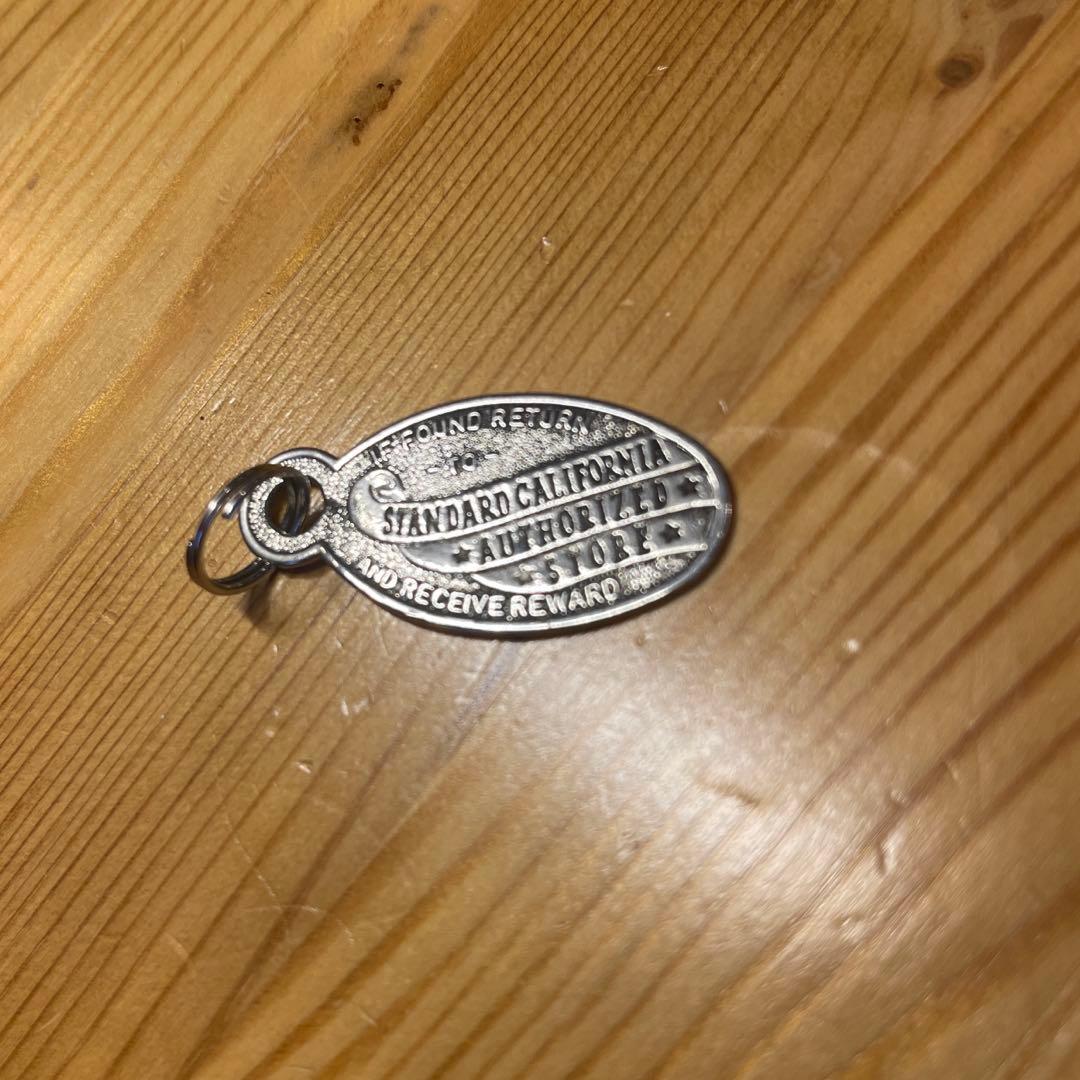 IF FOUND RETURN
- TO -
STANDARD CALIFORNIA
★ AUTHORIZED ★
★ STORE ★
AND RECEIVE REWARD